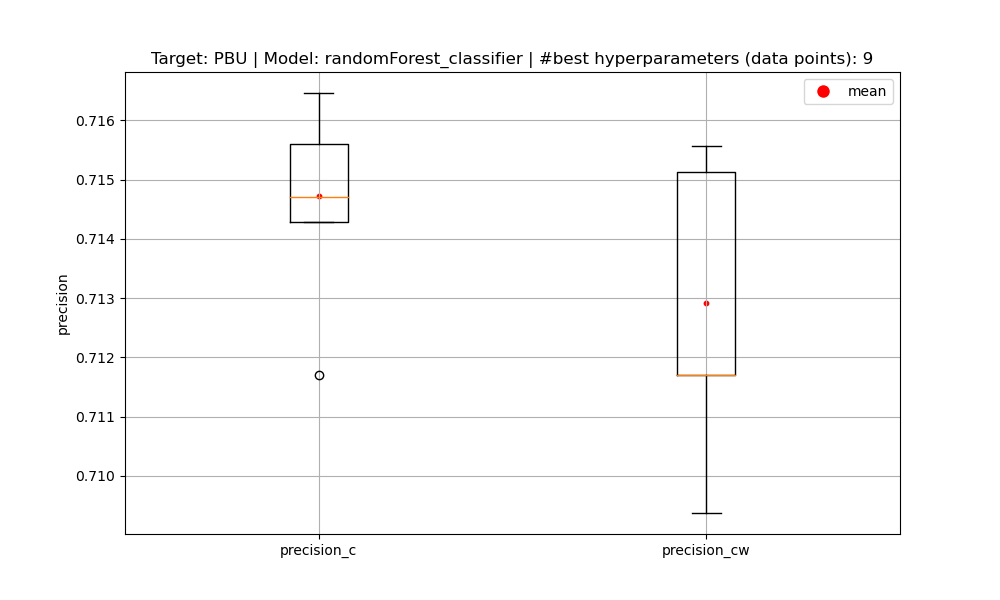 Target: PBU | Model: randomForest_classifier | #best hyperparameters (data points): 9
mean
0.716
0.715
0.714
0.713
0.712
0.711
0.710
precision
precision_c
precision_cw